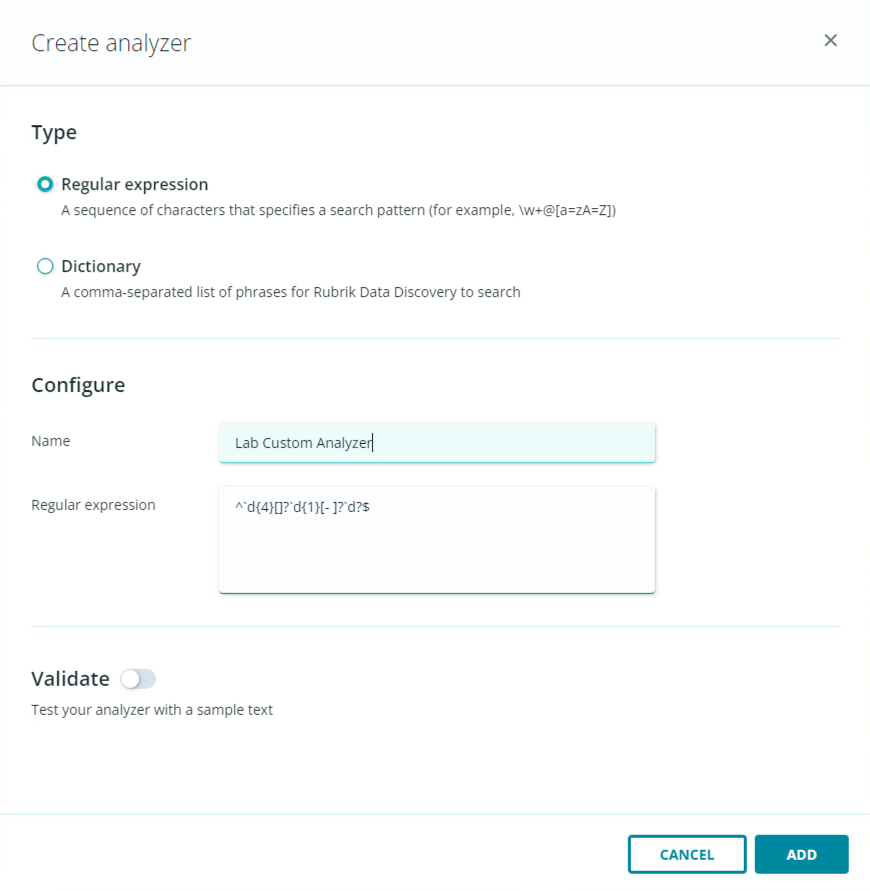 Create analyzer
Type
Regular expression
A sequence of characters that specifies a search pattern (for example, \w+@[a=zA=Z])
Dictionary
A comma-separated list of phrases for Rubrik Data Discovery to search
Configure
Name
Lab Custom Analyzer
Regular expression
^`d{4}[]?`d{1}[- ]?`d?$
Validate
Test your analyzer with a sample text
CANCEL
ADD